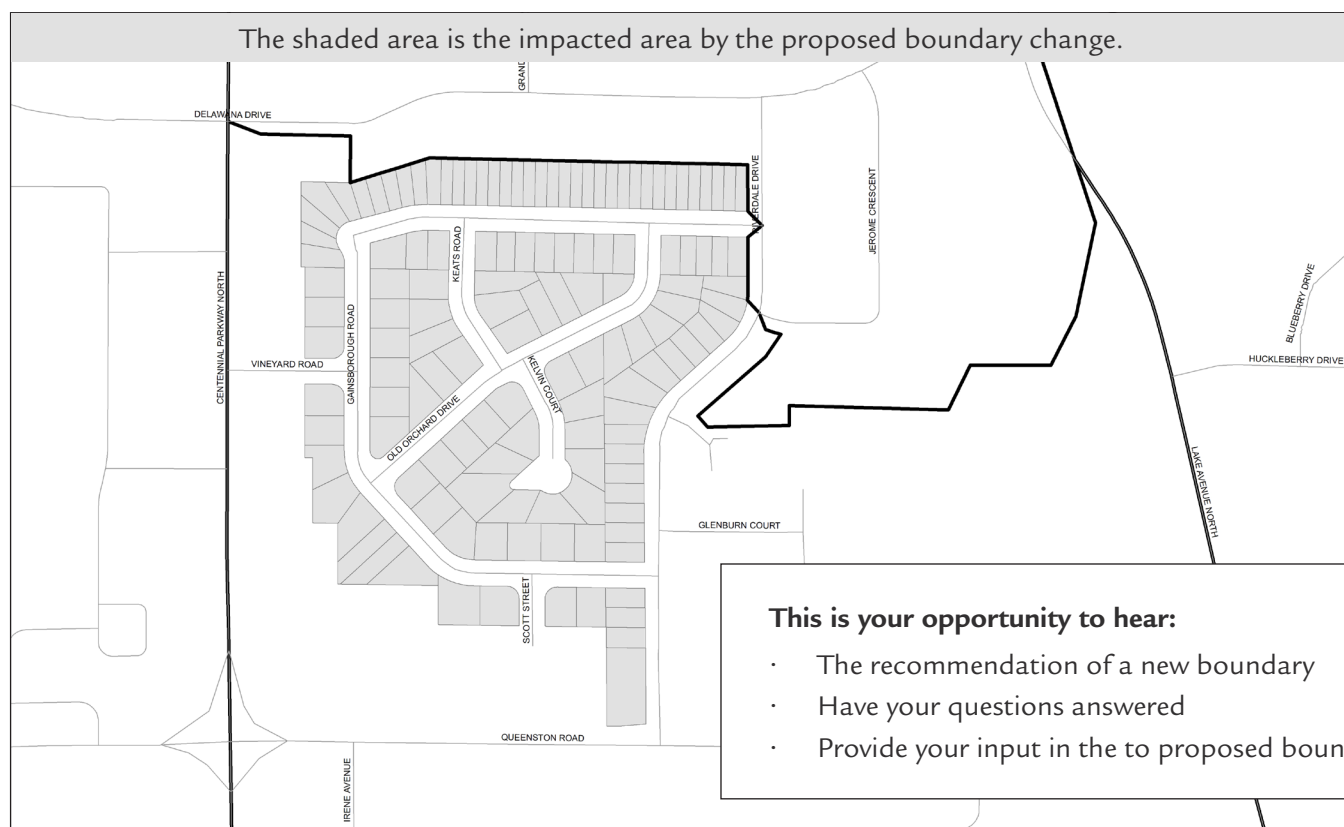 The shaded area is the impacted area by the proposed boundary change.
GRAND
DELAWANA DRIVE
RIVERDALE DRIVE
JEROME CRESCENT
KEATS ROAD
CENTENNIAL PARKWAY NORTH
GAINSBOROUGH ROAD
VINEYARD ROAD
KELVIN COURT
OLD ORCHARD DRIVE
BLUEBERRY DRIVE
HUCKLEBERRY DRIVE
LAKE AVENUE NORTH
GLENBURN COURT
SCOTT STREET
QUEENSTON ROAD
IRENE AVENUE
This is your opportunity to hear:
· The recommendation of a new boundary
· Have your questions answered
· Provide your input in the to proposed boun